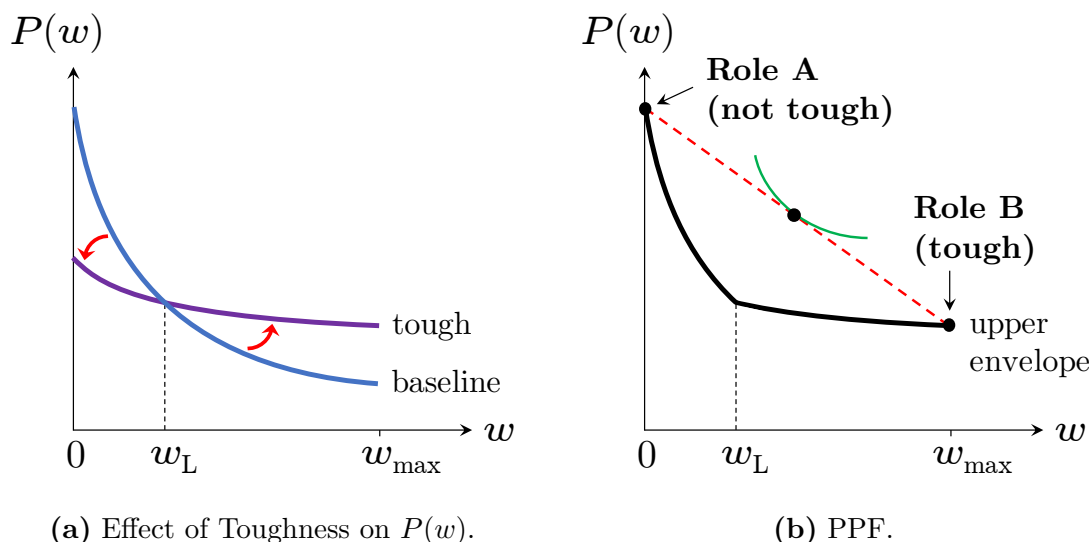 P(w)
tough
baseline
w
0
w_L
w_max
(a) Effect of Toughness on P(w).
P(w)
Role A
(not tough)
Role B
(tough)
upper
envelope
w
0
w_L
w_max
(b) PPF.